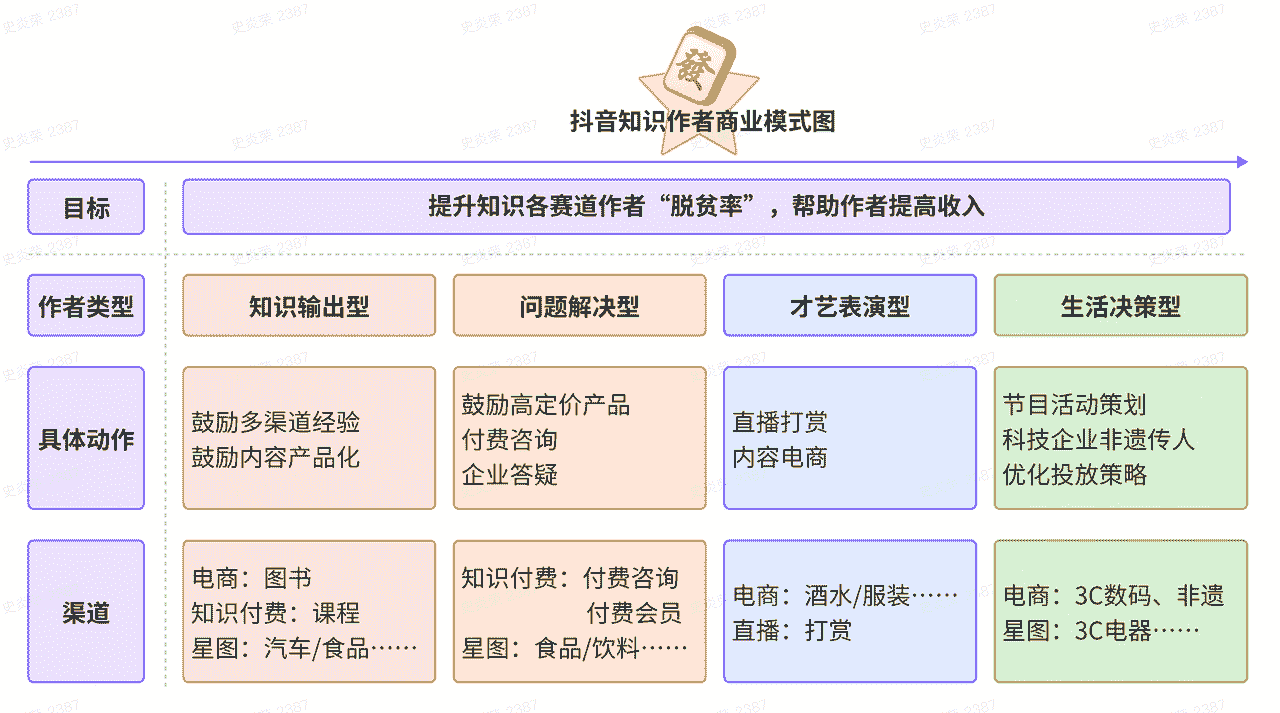 史炎荣 2387
發
抖音知识作者商业模式图
目标
提升知识各赛道作者“脱贫率”，帮助作者提高收入
作者类型
知识输出型
问题解决型
才艺表演型
生活决策型
具体动作
鼓励多渠道经验
鼓励内容产品化
鼓励高定价产品
付费咨询
企业答疑
直播打赏
内容电商
节目活动策划
科技企业非遗传人
优化投放策略
渠道
电商：图书
知识付费：课程
星图：汽车/食品……
知识付费：付费咨询
付费会员
星图：食品/饮料……
电商：酒水/服装……
直播：打赏
电商：3C数码、非遗
星图：3C电器……